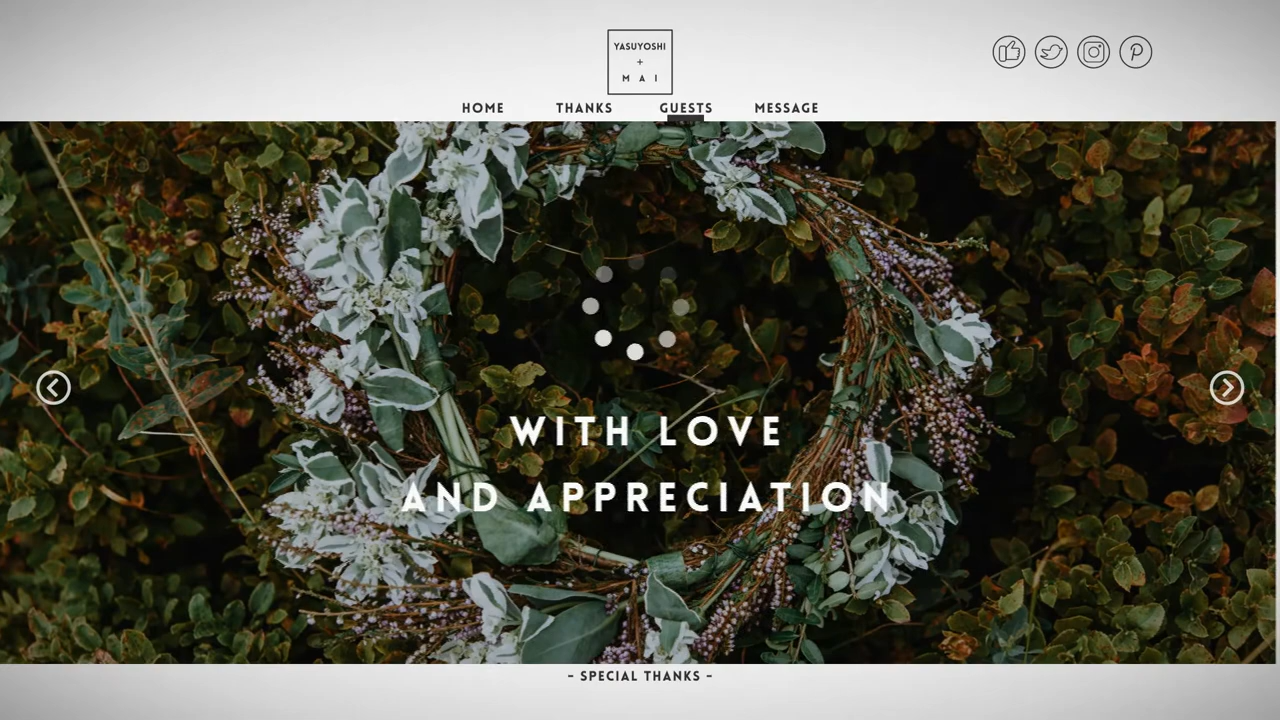 YASUYOSHI
+
MAI
HOME THANKS GUESTS MESSAGE
WITH LOVE
AND APPRECIATION
- SPECIAL THANKS -